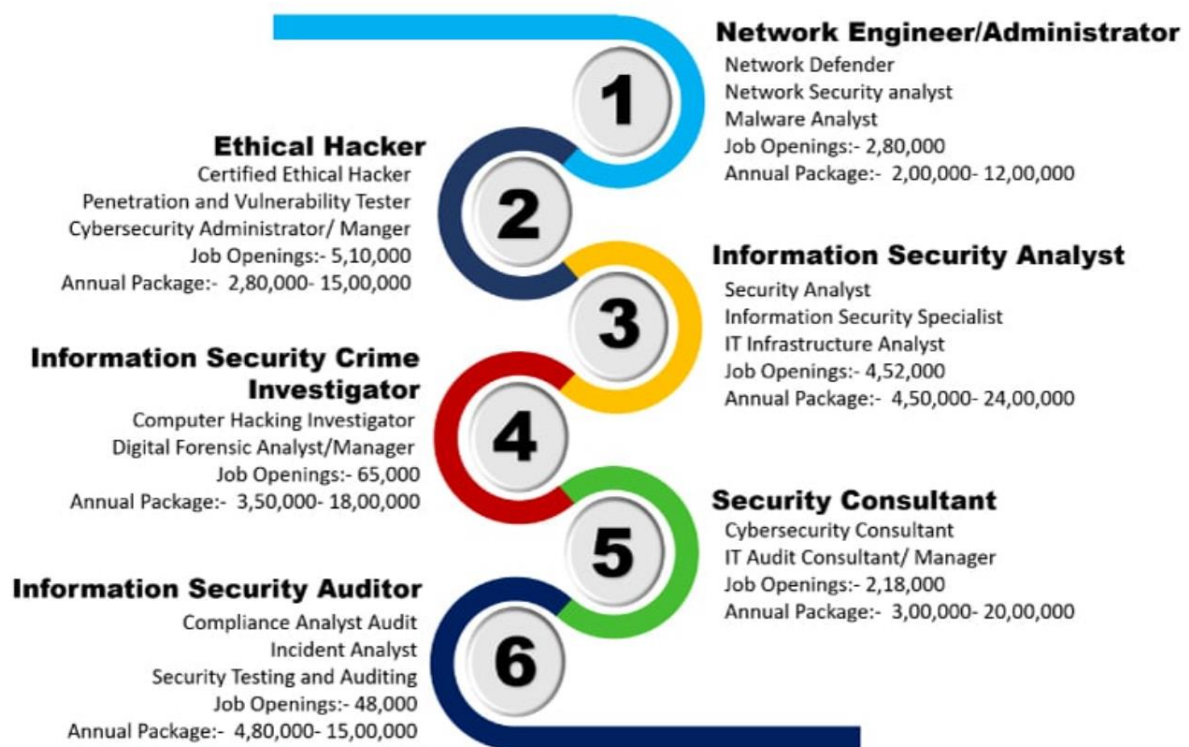 1
Network Engineer/Administrator
Network Defender
Network Security analyst
Malware Analyst
Job Openings:- 2,80,000
Annual Package:- 2,00,000- 12,00,000
2
Ethical Hacker
Certified Ethical Hacker
Penetration and Vulnerability Tester
Cybersecurity Administrator/ Manger
Job Openings:- 5,10,000
Annual Package:- 2,80,000- 15,00,000
3
Information Security Analyst
Security Analyst
Information Security Specialist
IT Infrastructure Analyst
Job Openings:- 4,52,000
Annual Package:- 4,50,000- 24,00,000
4
Information Security Crime
Investigator
Computer Hacking Investigator
Digital Forensic Analyst/Manager
Job Openings:- 65,000
Annual Package:- 3,50,000- 18,00,000
5
Security Consultant
Cybersecurity Consultant
IT Audit Consultant/ Manager
Job Openings:- 2,18,000
Annual Package:- 3,00,000- 20,00,000
6
Information Security Auditor
Compliance Analyst Audit
Incident Analyst
Security Testing and Auditing
Job Openings:- 48,000
Annual Package:- 4,80,000- 15,00,000